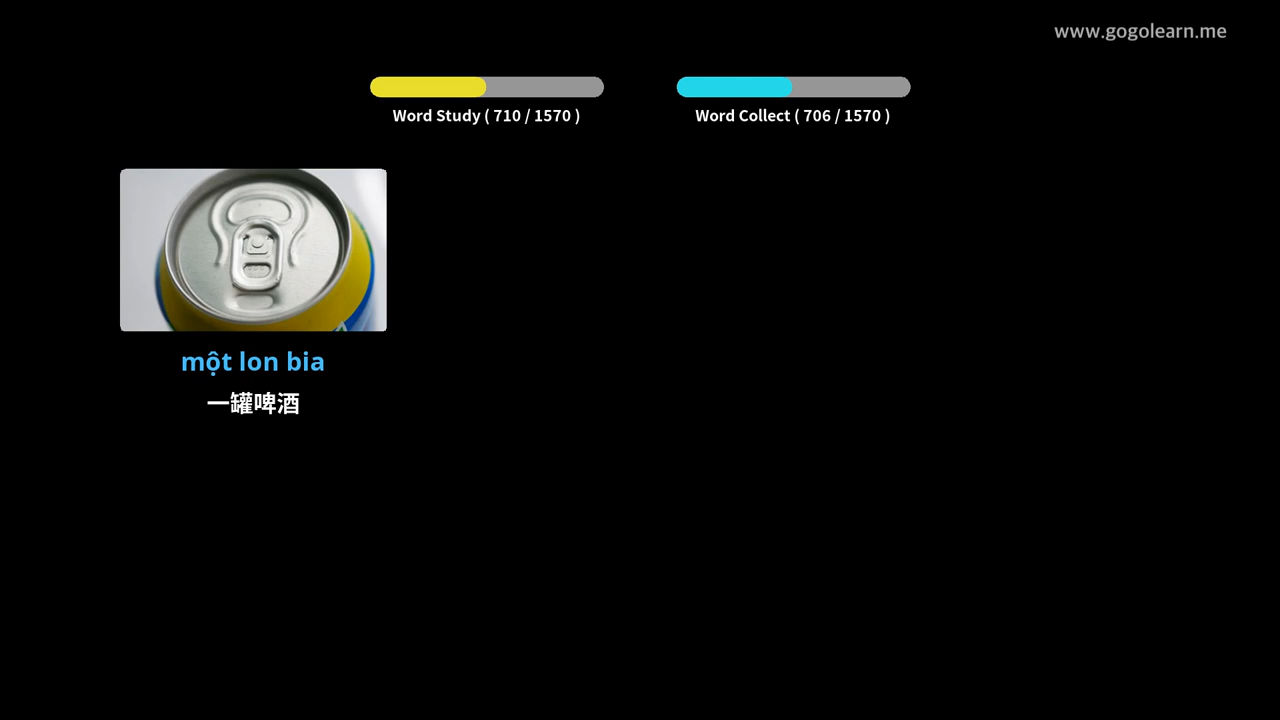 www.gogolearn.me
Word Study ( 710 / 1570 )
Word Collect ( 706 / 1570 )
một lon bia
一罐啤酒